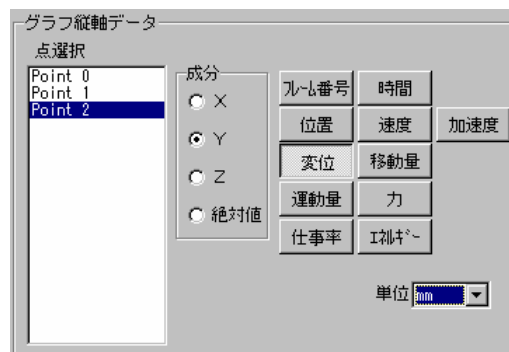 グラフ縦軸データ
点選択
Point 0
Point 1
Point 2
成分
X
Y
Z
絶対値
ﾌﾚｰﾑ番号 時間
位置 速度 加速度
変位 移動量
運動量 力
仕事率 ｴﾈﾙｷﾞｰ
単位 mm